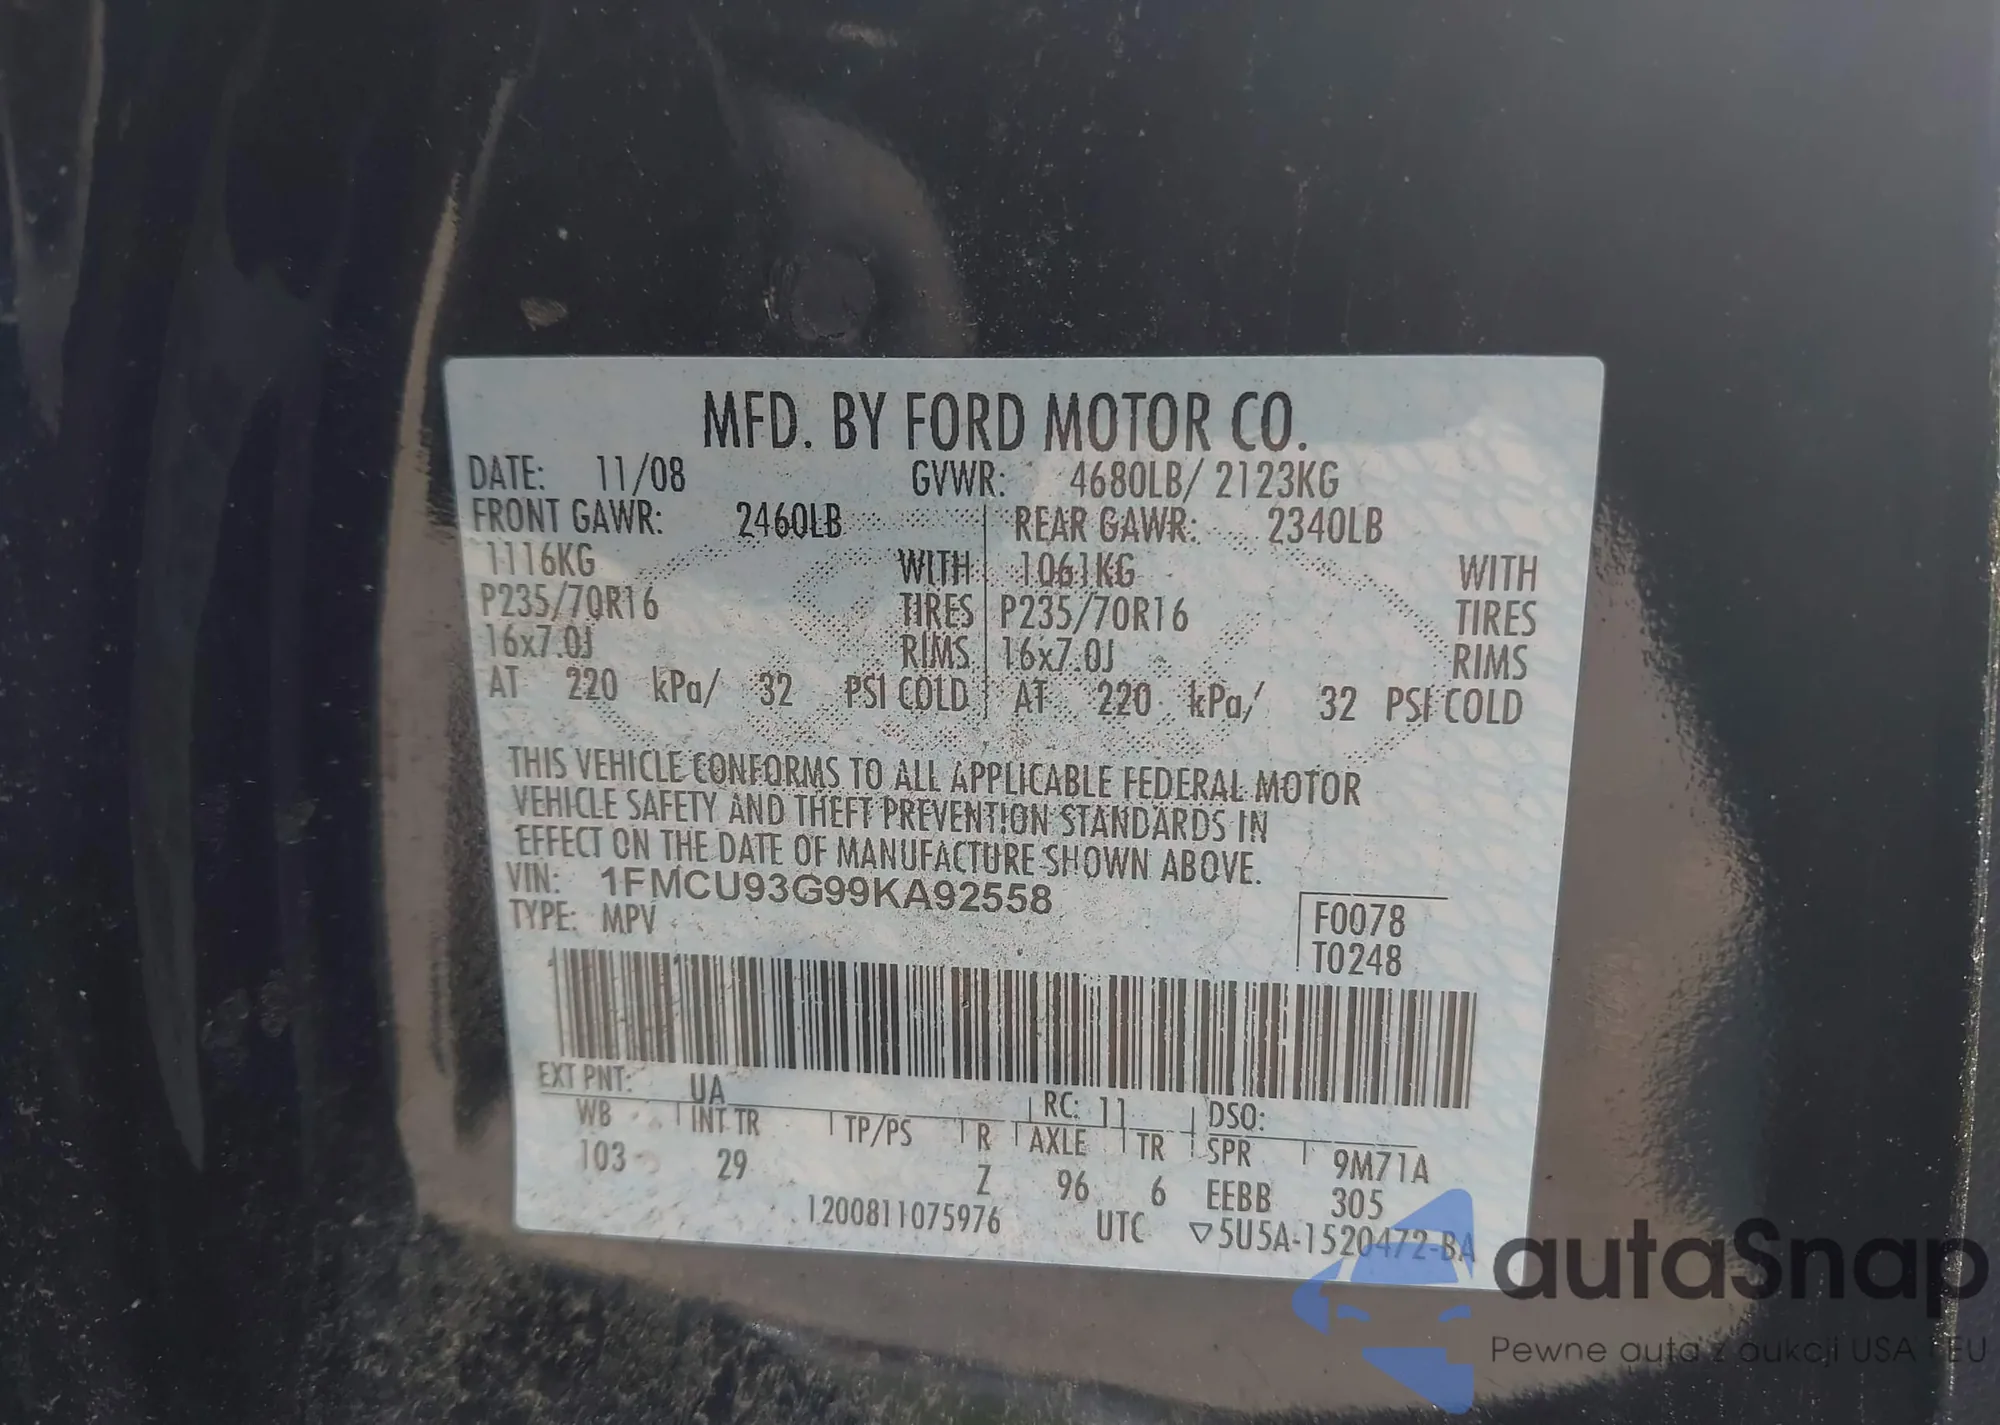 MFD. BY FORD MOTOR CO.
DATE: 11/08 GVWR: 4680LB/ 2123KG
FRONT GAWR: 2460LB REAR GAWR: 2340LB
1116KG WITH 1061KG WITH
P235/70R16 TIRES P235/70R16 TIRES
16x7.0J RIMS 16x7.0J RIMS
AT 220 kPa/ 32 PSI COLD AT 220 kPa/ 32 PSI COLD
THIS VEHICLE CONFORMS TO ALL APPLICABLE FEDERAL MOTOR
VEHICLE SAFETY AND THEFT PREVENTION STANDARDS IN
EFFECT ON THE DATE OF MANUFACTURE SHOWN ABOVE.
VIN: 1FMCU93G99KA92558
TYPE: MPV
F0078
T0248
EXT PNT: UA RC: 11 DSO:
WB INT TR TP/PS R AXLE TR SPR 9M71A
103 29 Z 96 6 EEBB 305
1200811075976 UTC ▽5U5A-1520472-BA
autaSnap
Pewne auta z aukcji USA i EU